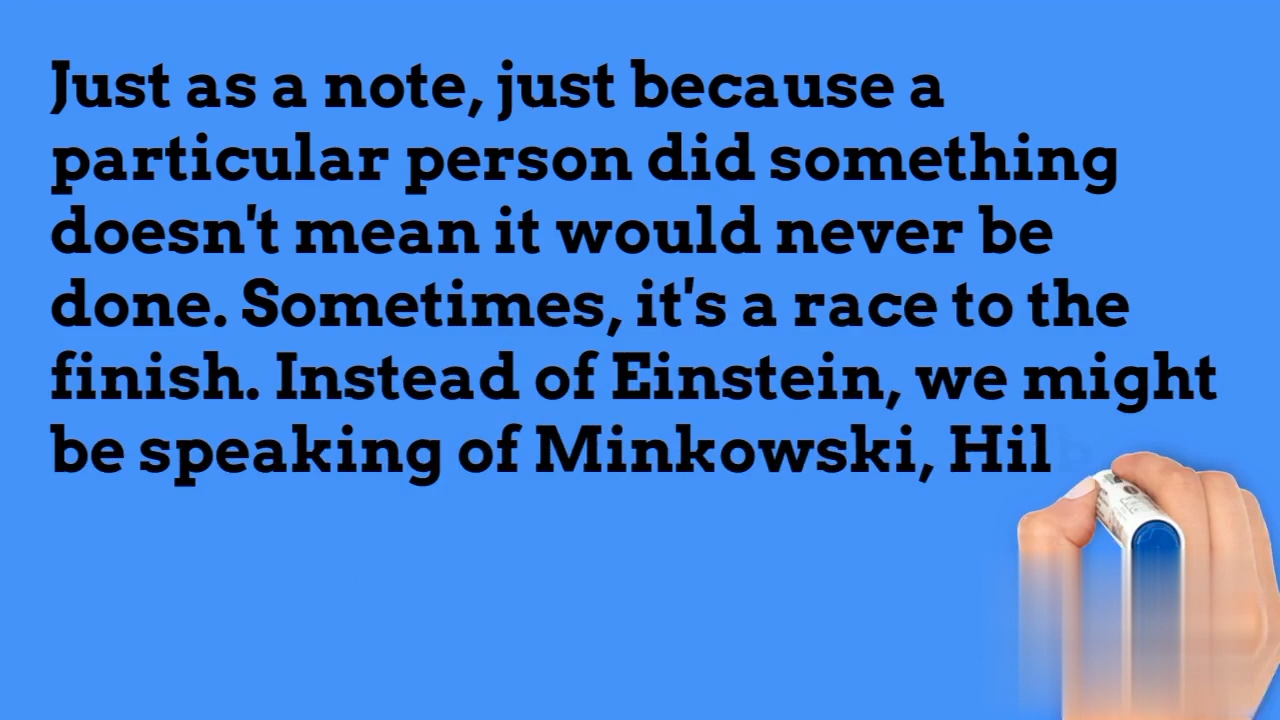 Just as a note, just because a
particular person did something
doesn't mean it would never be
done. Sometimes, it's a race to the
finish. Instead of Einstein, we might
be speaking of Minkowski, Hil